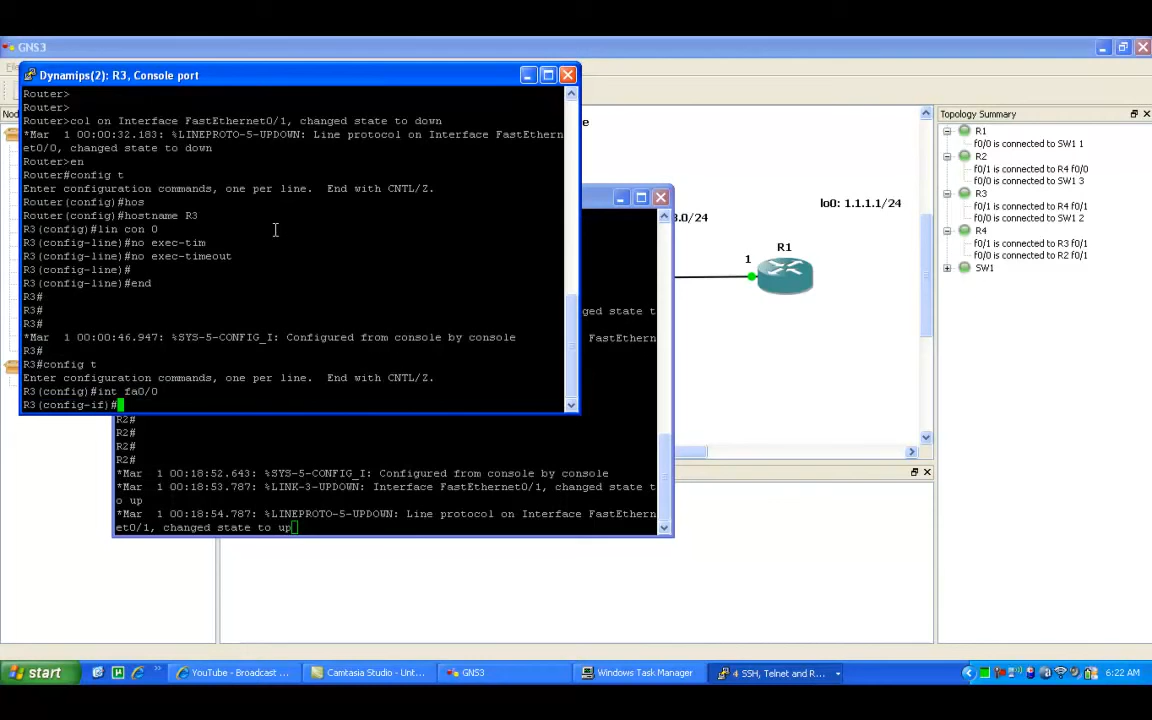 GNS3
Dynamips(2): R3, Console port
Router>
Router>
Router>col on Interface FastEthernet0/1, changed state to down
*Mar  1 00:00:32.183: %LINEPROTO-5-UPDOWN: Line protocol on Interface FastEthern
et0/0, changed state to down
Router>en
Router#config t
Enter configuration commands, one per line.  End with CNTL/Z.
Router(config)#hos
Router(config)#hostname R3
R3(config)#lin con 0
R3(config-line)#no exec-tim
R3(config-line)#no exec-timeout
R3(config-line)#
R3(config-line)#end
R3#
R3#
R3#
*Mar  1 00:00:46.947: %SYS-5-CONFIG_I: Configured from console by console
R3#
R3#config t
Enter configuration commands, one per line.  End with CNTL/Z.
R3(config)#int fa0/0
R3(config-if)#
ged state t
FastEthern
R2#
R2#
R2#
R2#
*Mar  1 00:18:52.643: %SYS-5-CONFIG_I: Configured from console by console
*Mar  1 00:18:53.787: %LINK-3-UPDOWN: Interface FastEthernet0/1, changed state t
o up
*Mar  1 00:18:54.787: %LINEPROTO-5-UPDOWN: Line protocol on Interface FastEthern
et0/1, changed state to up
e
3.0/24
lo0: 1.1.1.1/24
R1
1
Topology Summary
R1
f0/0 is connected to SW1 1
R2
f0/0 is connected to R4 f0/0
f0/0 is connected to SW1 3
R3
f0/1 is connected to R4 f0/1
f0/0 is connected to SW1 2
R4
f0/1 is connected to R3 f0/1
f0/0 is connected to R2 f0/1
SW1
start
YouTube - Broadcast ...
Camtasia Studio - Unt...
GNS3
Windows Task Manager
4 SSH, Telnet and R...
6:22 AM